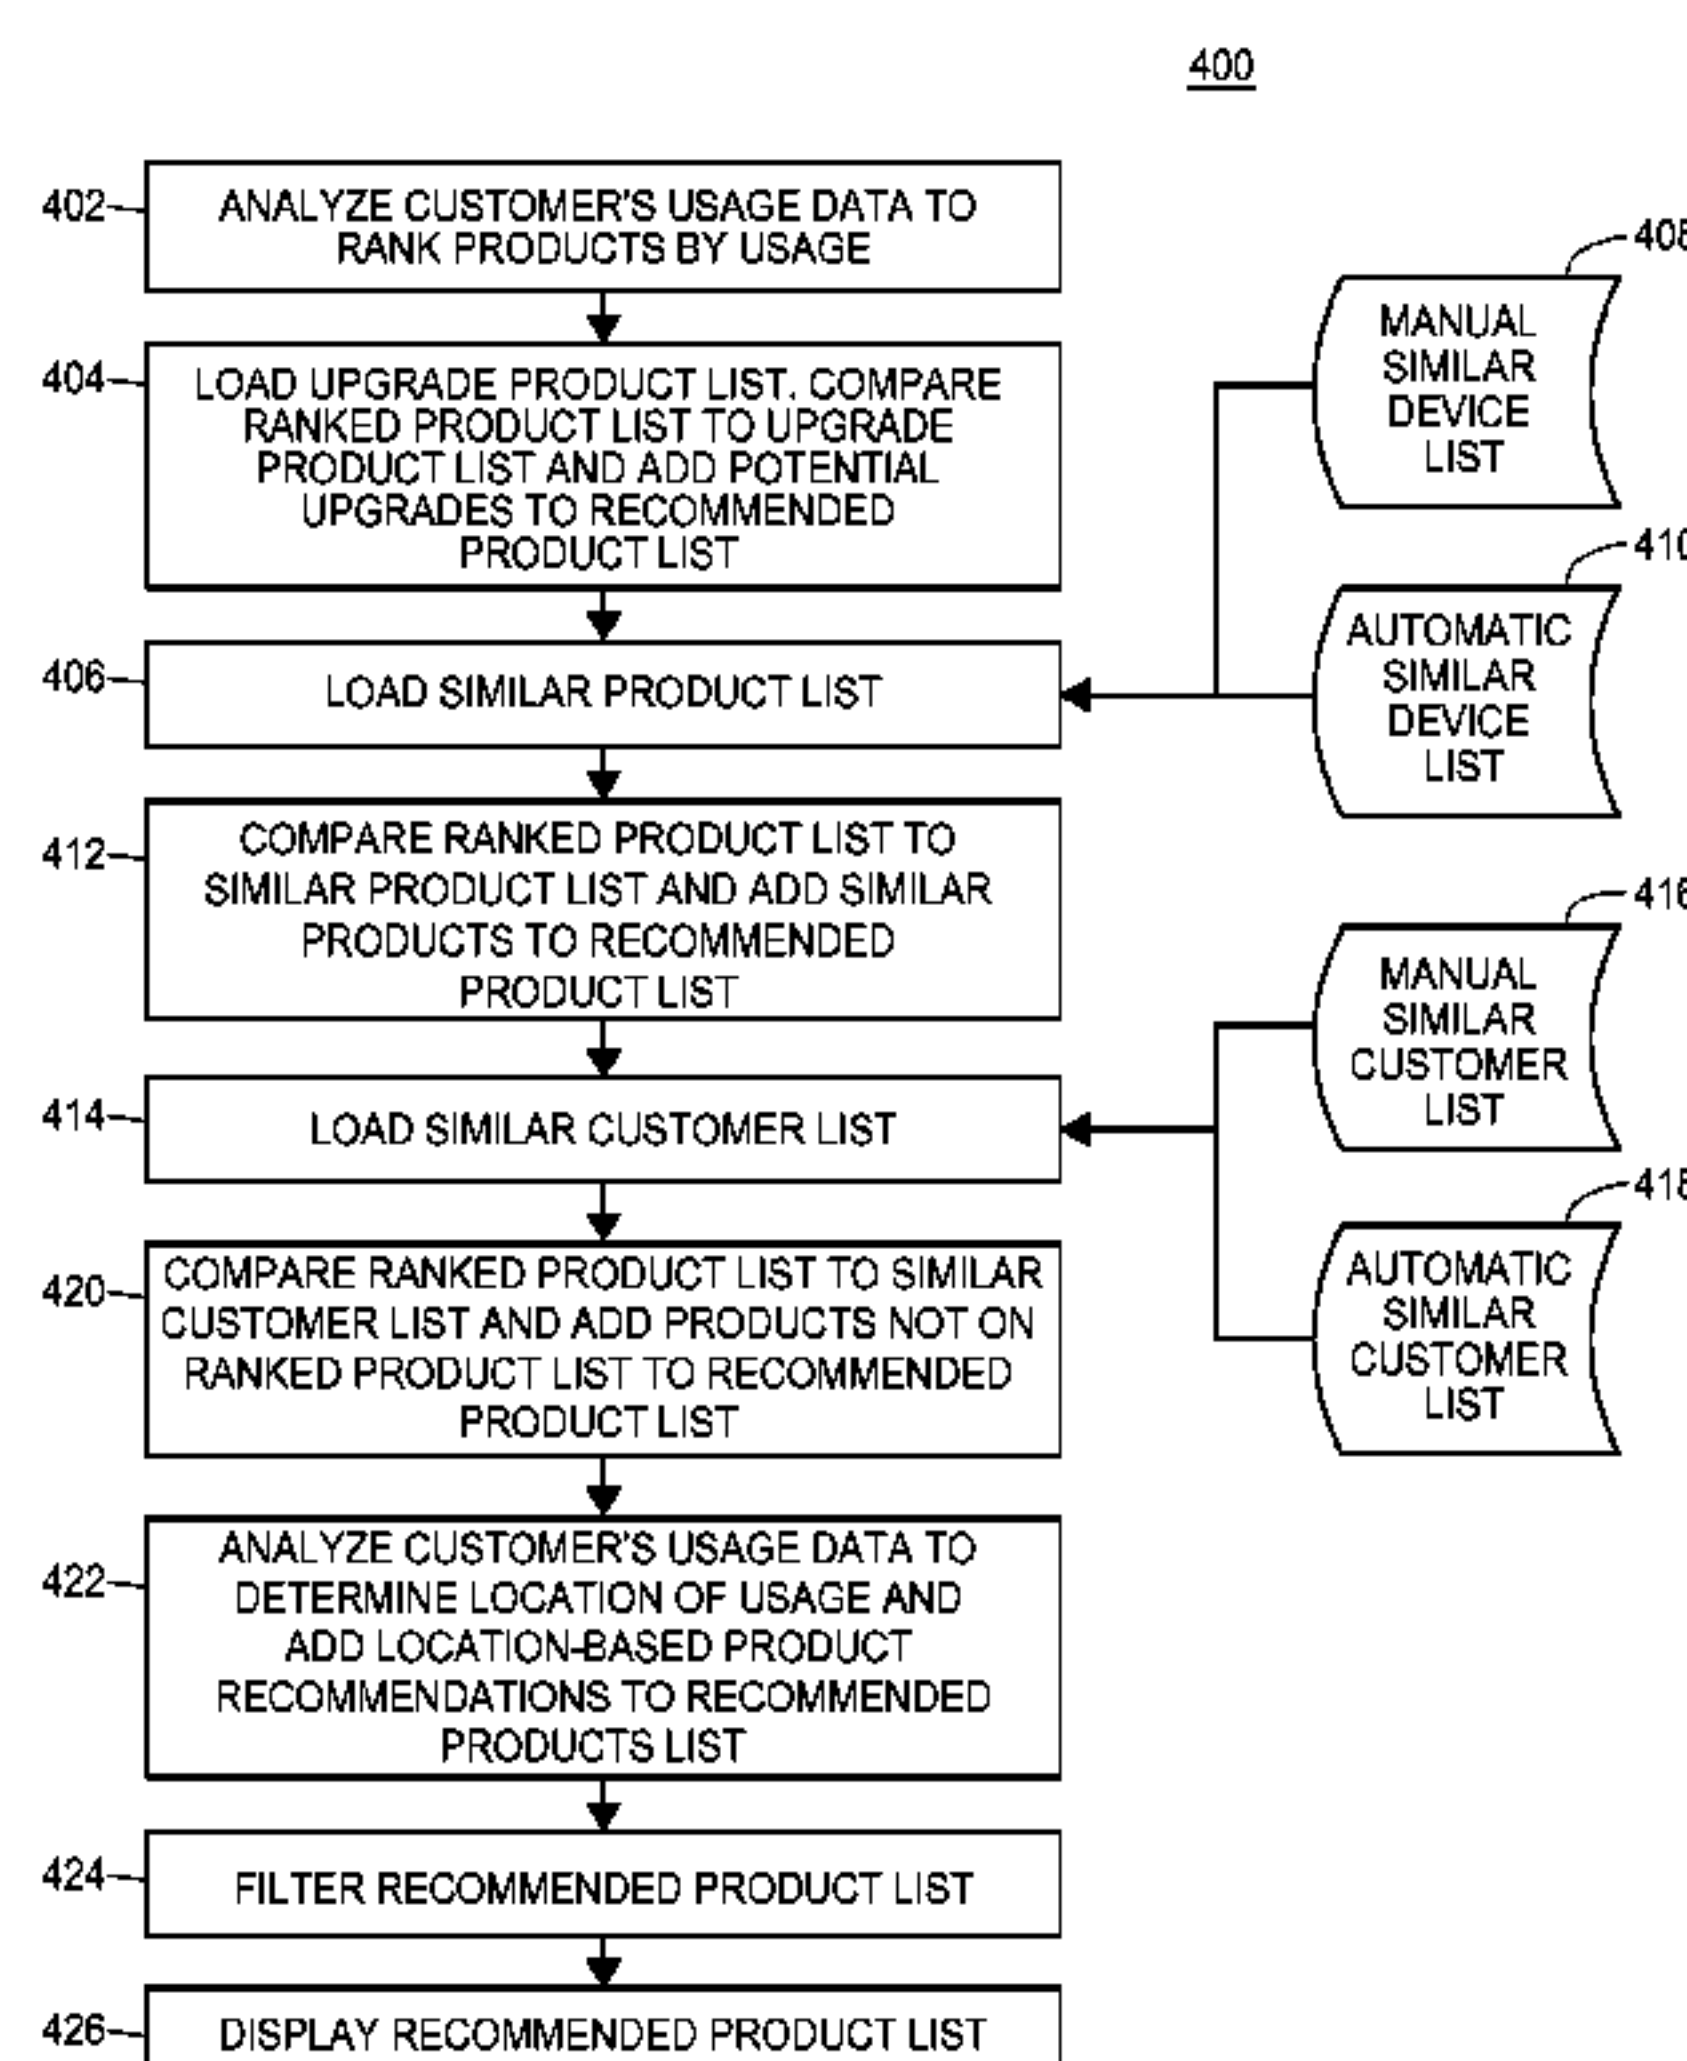 400
402
ANALYZE CUSTOMER'S USAGE DATA TO
RANK PRODUCTS BY USAGE
404
LOAD UPGRADE PRODUCT LIST. COMPARE
RANKED PRODUCT LIST TO UPGRADE
PRODUCT LIST AND ADD POTENTIAL
UPGRADES TO RECOMMENDED
PRODUCT LIST
408
MANUAL
SIMILAR
DEVICE
LIST
406
LOAD SIMILAR PRODUCT LIST
410
AUTOMATIC
SIMILAR
DEVICE
LIST
412
COMPARE RANKED PRODUCT LIST TO
SIMILAR PRODUCT LIST AND ADD SIMILAR
PRODUCTS TO RECOMMENDED
PRODUCT LIST
414
LOAD SIMILAR CUSTOMER LIST
416
MANUAL
SIMILAR
CUSTOMER
LIST
418
AUTOMATIC
SIMILAR
CUSTOMER
LIST
420
COMPARE RANKED PRODUCT LIST TO SIMILAR
CUSTOMER LIST AND ADD PRODUCTS NOT ON
RANKED PRODUCT LIST TO RECOMMENDED
PRODUCT LIST
422
ANALYZE CUSTOMER'S USAGE DATA TO
DETERMINE LOCATION OF USAGE AND
ADD LOCATION-BASED PRODUCT
RECOMMENDATIONS TO RECOMMENDED
PRODUCTS LIST
424
FILTER RECOMMENDED PRODUCT LIST
426
DISPLAY RECOMMENDED PRODUCT LIST